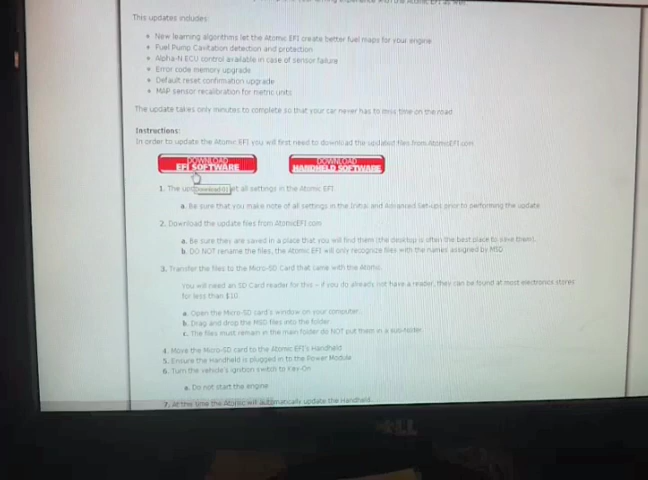 This updates includes:
New learning algorithms let the Atomic EFI create better fuel maps for your engine
Fuel Pump Cavitation detection and protection
Alpha-N ECU control available in case of sensor failure
Error code memory upgrade
Default reset confirmation upgrade
MAP sensor recalibration for metric units
The update takes only minutes to complete so that your car never has to miss time on the road
Instructions:
In order to update the Atomic EFI you will first need to download the updated files from AtomicEFI.com
DOWNLOAD DOWNLOAD
EFI SOFTWARE HANDHELD SOFTWARE
1. The all settings in the Atomic EFI.
a. Be sure that you make note of all settings in the Initial and Advanced Set-ups prior to performing the update
2. Download the update files from AtomicEFI.com
a. Be sure they are saved in a place that you will find them (the desktop is often the best place to save them).
b. DO NOT rename the files, the Atomic EFI will only recognize files with the names assigned by MSD
3. Transfer the files to the Micro-SD Card that came with the Atomic.
You will need an SD Card reader for this – if you do already not have a reader, they can be found at most electronics stores
for less than $10
a. Open the Micro-SD card's window on your computer.
b. Drag and drop the MSD files into the folder
c. The files must remain in the main folder do NOT put them in a sub-folder
4. Move the Micro-SD card to the Atomic EFI's Handheld
5. Ensure the Handheld is plugged in to the Power Module
6. Turn the vehicle's ignition switch to Key-On
a. Do not start the engine
7. At this time the Atomic will automatically update the Handheld.
DELL